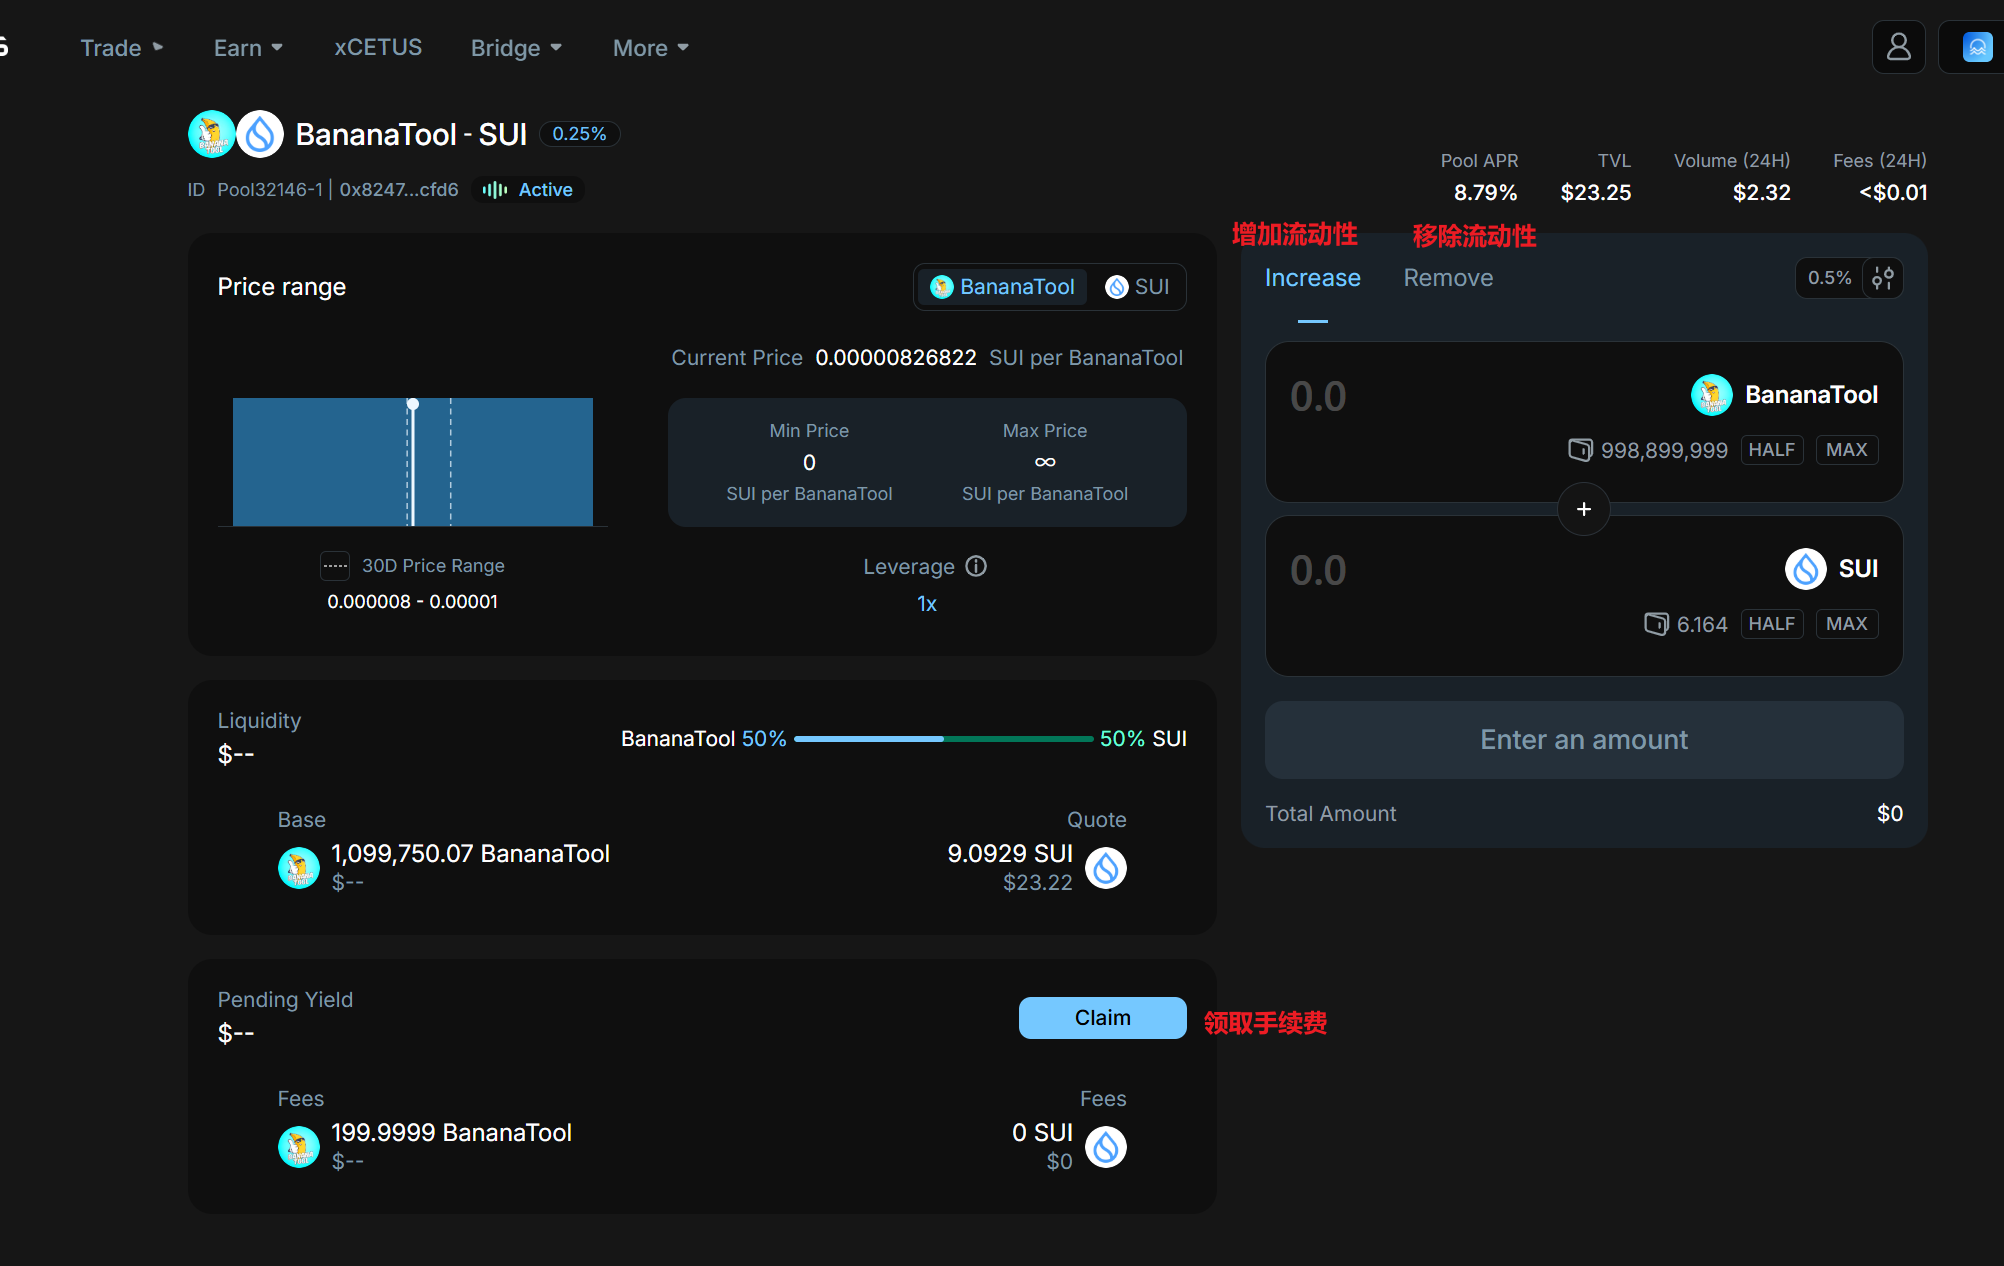 Trade
Earn
xCETUS
Bridge
More
BananaTool - SUI 0.25%
ID Pool32146-1 | 0x8247...cfd6 Active
Pool APR
8.79%
TVL
$23.25
Volume (24H)
$2.32
Fees (24H)
<$0.01
Price range
BananaTool SUI
Current Price 0.00000826822 SUI per BananaTool
Min Price
0
SUI per BananaTool
Max Price
∞
SUI per BananaTool
30D Price Range
0.000008 - 0.00001
Leverage
1x
增加流动性
移除流动性
Increase
Remove
0.5%
0.0
BananaTool
998,899,999 HALF MAX
+
0.0
SUI
6.164 HALF MAX
Enter an amount
Total Amount
$0
Liquidity
$--
BananaTool 50% 50% SUI
Base
1,099,750.07 BananaTool
$--
Quote
9.0929 SUI
$23.22
Pending Yield
$--
Claim
领取手续费
Fees
199.9999 BananaTool
$--
Fees
0 SUI
$0